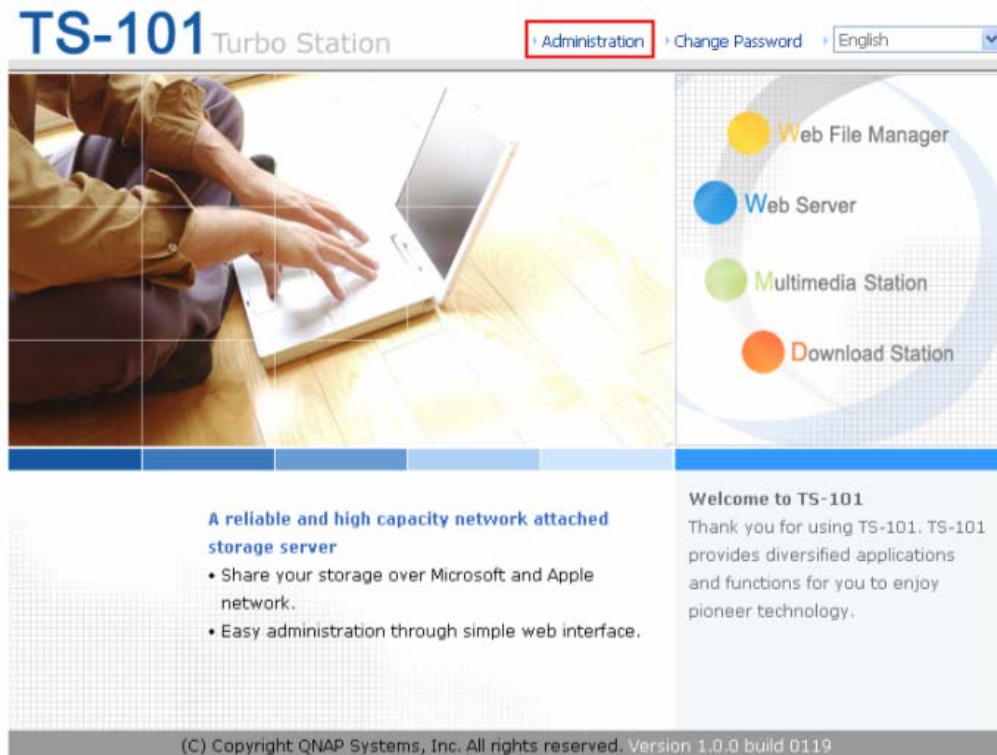 TS-101 Turbo Station
Administration
Change Password
English
Web File Manager
Web Server
Multimedia Station
Download Station
A reliable and high capacity network attached
storage server
• Share your storage over Microsoft and Apple
network.
• Easy administration through simple web interface.
Welcome to TS-101
Thank you for using TS-101. TS-101
provides diversified applications
and functions for you to enjoy
pioneer technology.
(C) Copyright QNAP Systems, Inc. All rights reserved. Version 1.0.0 build 0119